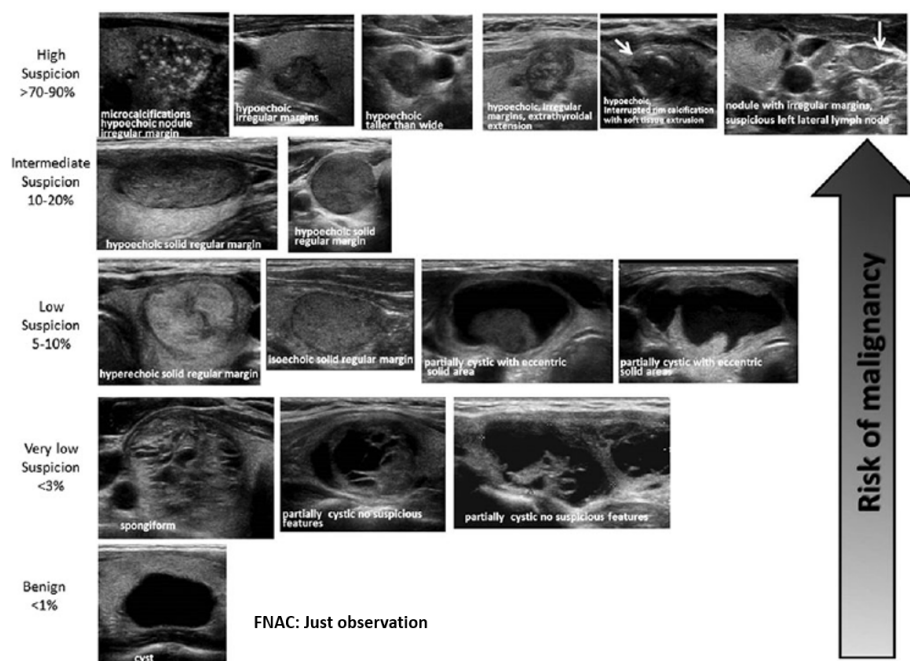 High
Suspicion
>70-90%
microcalcifications
hypoechoic nodule
irregular margin
hypoechoic
irregular margins
hypoechoic
taller than wide
hypoechoic, irregular
margins, extrathyroidal
extension
hypoechoic,
Interrupted rim calcification
with soft tissue extrusion
nodule with irregular margins,
suspicious left lateral lymph node
Intermediate
Suspicion
10-20%
hypoechoic solid regular margin
hypoechoic solid
regular margin
Low
Suspicion
5-10%
hyperechoic solid regular margin
isoechoic solid regular margin
partially cystic with eccentric
solid area
partially cystic with eccentric
solid areas
Very low
Suspicion
<3%
spongiform
partially cystic no suspicious
features
partially cystic no suspicious features
Benign
<1%
cyst
FNAC: Just observation
Risk of malignancy